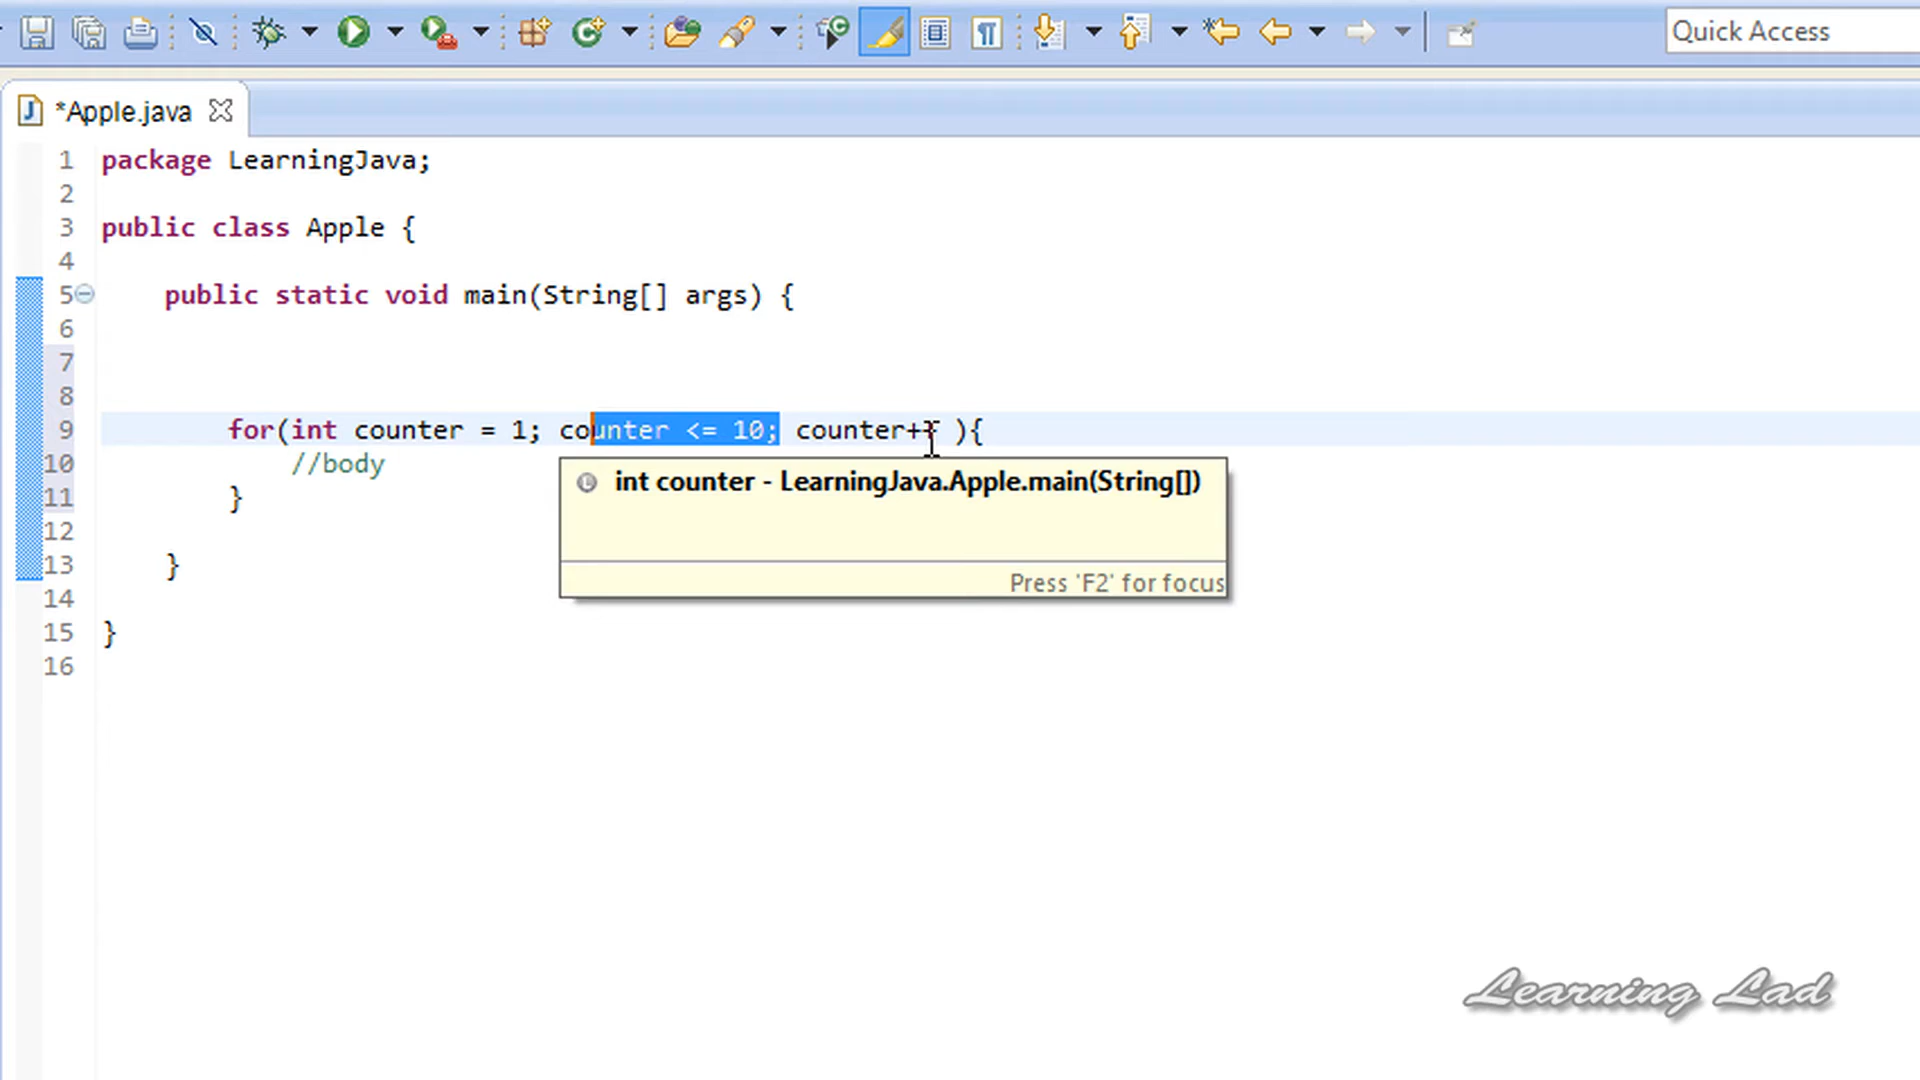 Quick Access
*Apple.java
1 package LearningJava;
2
3 public class Apple {
4
5 public static void main(String[] args) {
6
7
8
9 for(int counter = 1; counter <= 10; counter++ ){
10 //body
11 }
12
13 }
14
15 }
16
int counter - LearningJava.Apple.main(String[])
Press 'F2' for focus
Learning Lad